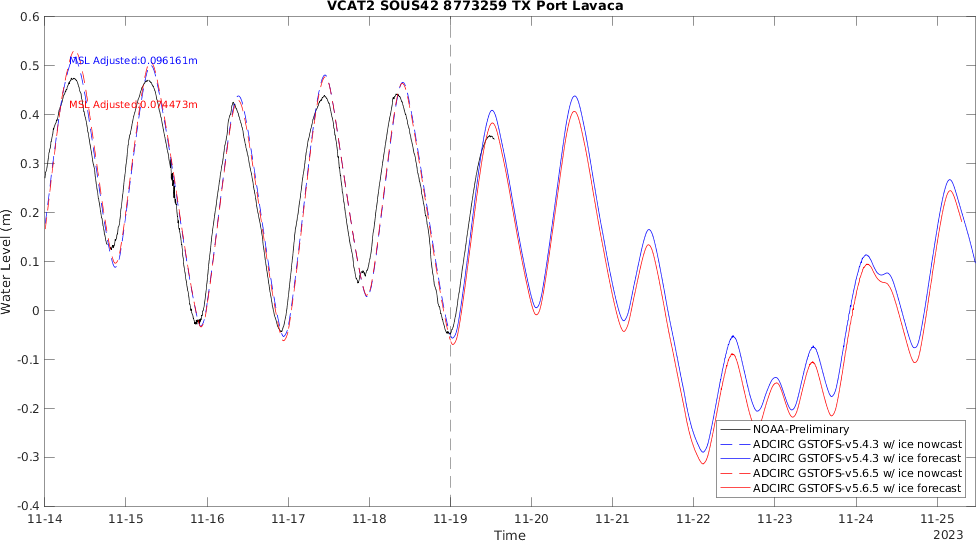 VCAT2 SOUS42 8773259 TX Port Lavaca
0.6
0.5
0.4
0.3
0.2
0.1
0
-0.1
-0.2
-0.3
-0.4
Water Level (m)
MSL Adjusted:0.096161m
MSL Adjusted:0.074473m
NOAA-Preliminary
ADCIRC GSTOFS-v5.4.3 w/ ice nowcast
ADCIRC GSTOFS-v5.4.3 w/ ice forecast
ADCIRC GSTOFS-v5.6.5 w/ ice nowcast
ADCIRC GSTOFS-v5.6.5 w/ ice forecast
11-14 11-15 11-16 11-17 11-18 11-19 11-20 11-21 11-22 11-23 11-24 11-25
Time
2023